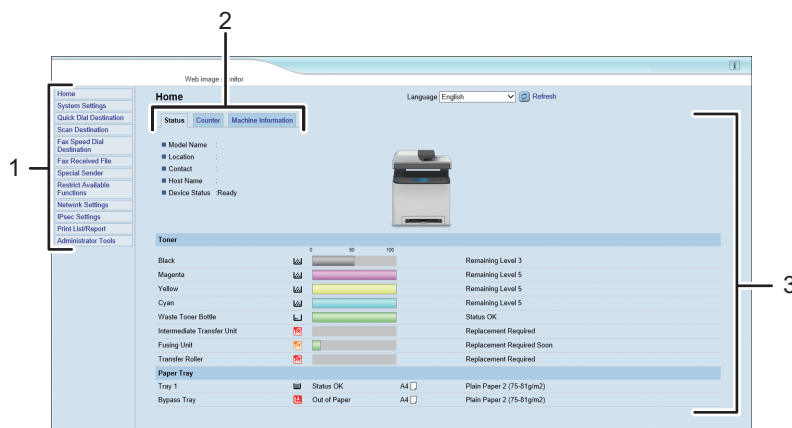 2
Web image monitor
Home
System Settings
Quick Dial Destination
Scan Destination
Fax Speed Dial
Destination
Fax Received File
Special Sender
Restrict Available
Functions
Network Settings
IPsec Settings
Print List/Report
Administrator Tools
1
Home
Language English Refresh
Status Counter Machine Information
Model Name :
Location :
Contact :
Host Name :
Device Status :Ready
Toner
0 50 100
Black Remaining Level 3
Magenta Remaining Level 5
Yellow Remaining Level 5
Cyan Remaining Level 5
Waste Toner Bottle Status OK
Intermediate Transfer Unit Replacement Required
Fusing Unit Replacement Required Soon
Transfer Roller Replacement Required
Paper Tray
Tray 1 Status OK A4 Plain Paper 2 (75-81g/m2)
Bypass Tray Out of Paper A4 Plain Paper 2 (75-81g/m2)
3